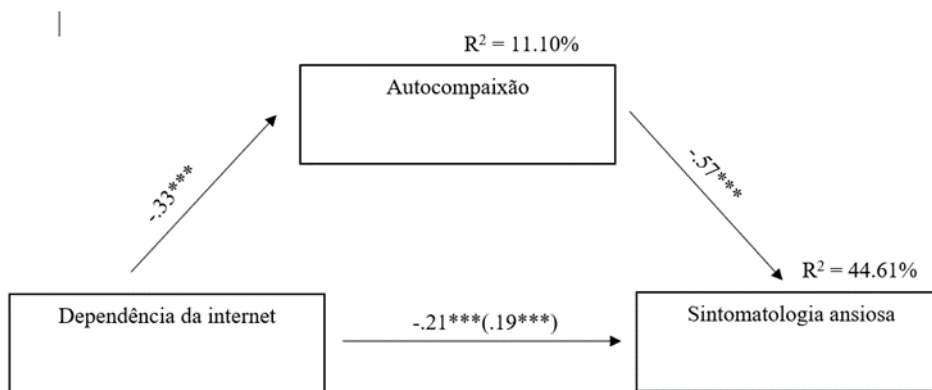 R² = 11.10%
Autocompaixão
-.33***
-.57***
R² = 44.61%
Dependência da internet
-.21***(.19***)
Sintomatologia ansiosa